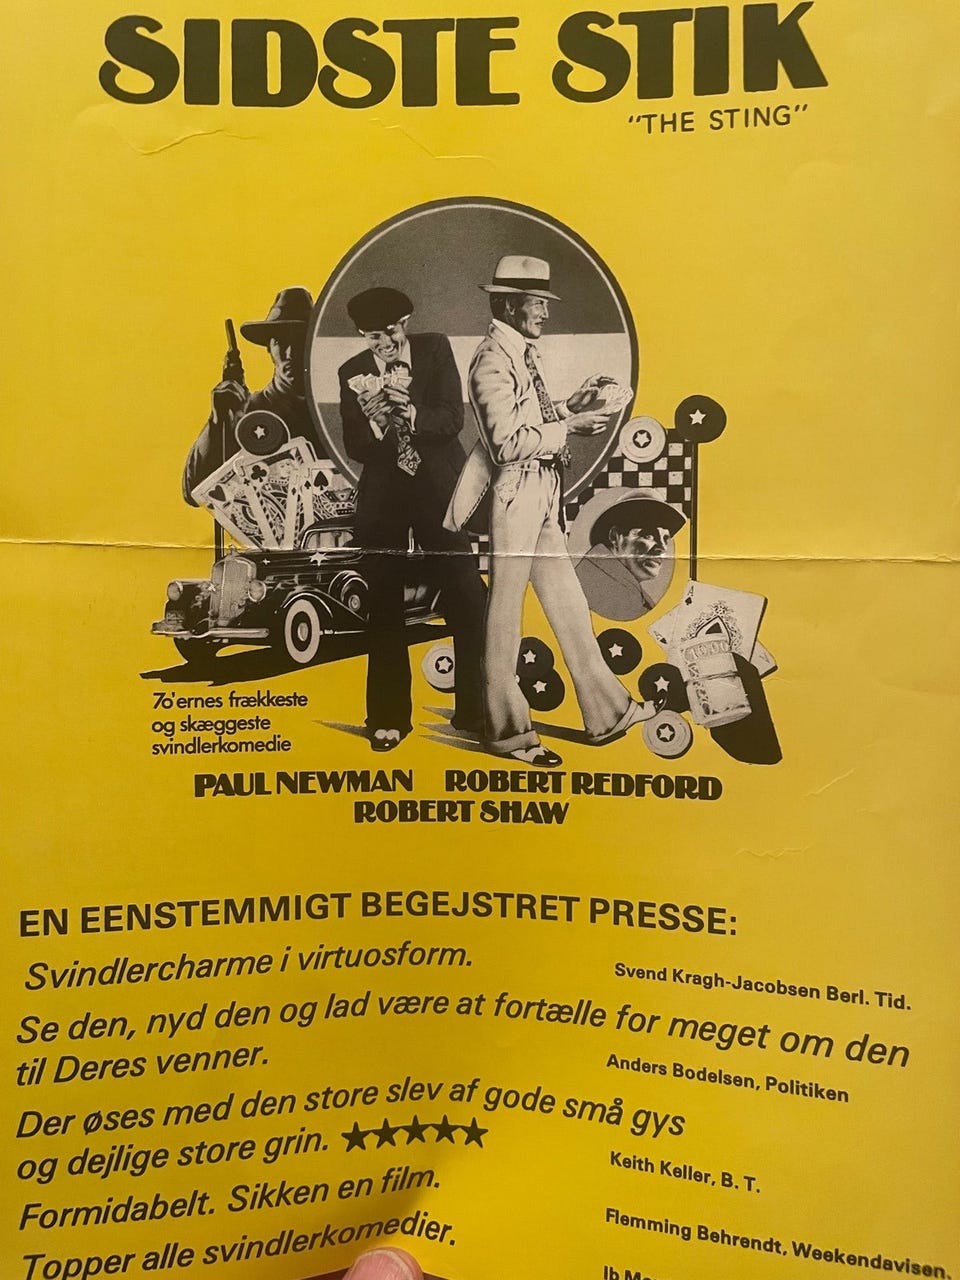 SIDSTE STIK
"THE STING"
7o'ernes frækkeste
og skæggeste
svindlerkomedie
PAUL NEWMAN ROBERT REDFORD
ROBERT SHAW
EN EENSTEMMIGT BEGEJSTRET PRESSE:
Svindlercharme i virtuosform.
Svend Kragh-Jacobsen Berl. Tid.
Se den, nyd den og lad være at fortælle for meget om den
til Deres venner.
Anders Bodelsen, Politiken
Der øses med den store slev af gode små gys
og dejlige store grin. ★★★★★
Keith Keller, B. T.
Formidabelt. Sikken en film.
Flemming Behrendt, Weekendavisen.
Topper alle svindlerkomedier.
Ib